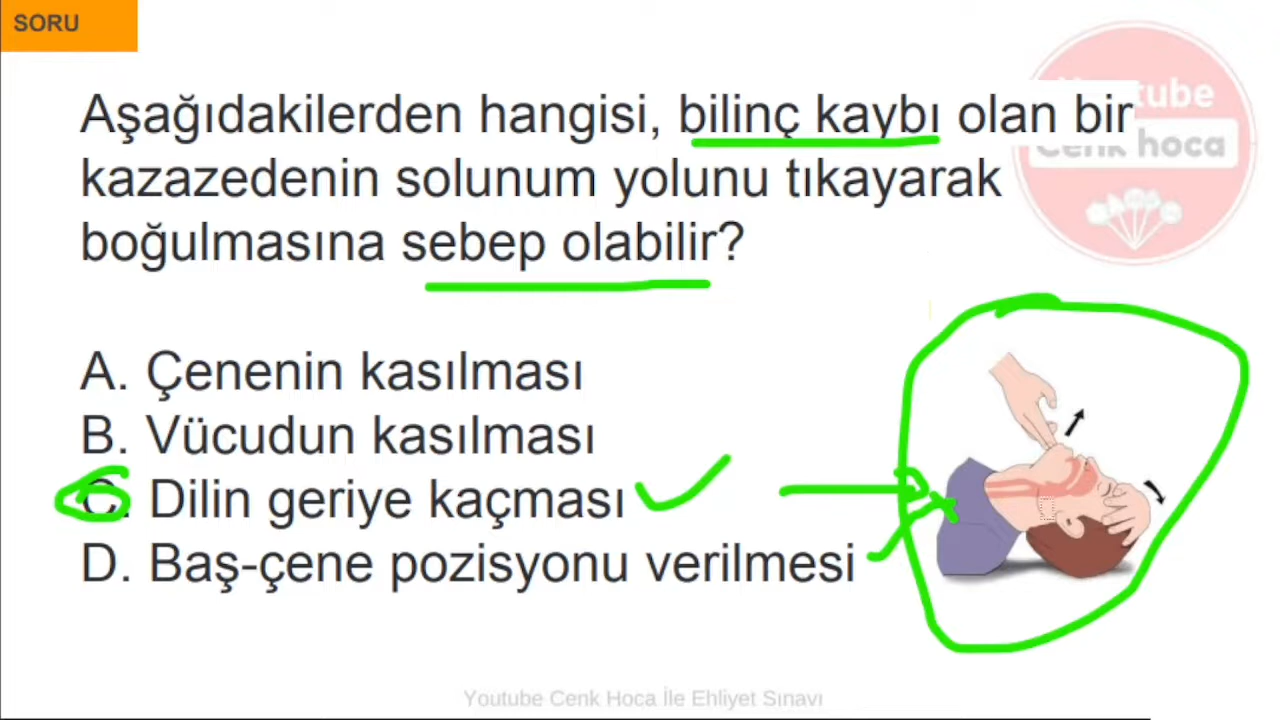 SORU
Aşağıdakilerden hangisi, bilinç kaybı olan bir
kazazedenin solunum yolunu tıkayarak
boğulmasına sebep olabilir?
A. Çenenin kasılması
B. Vücudun kasılması
C. Dilin geriye kaçması
D. Baş-çene pozisyonu verilmesi
Youtube Cenk Hoca İle Ehliyet Sınavı